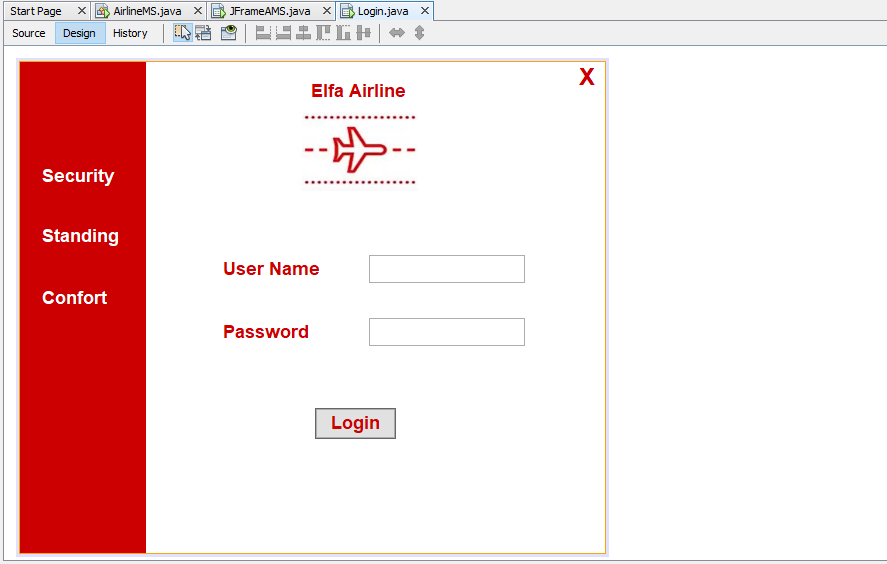 Start Page AirlineMS.java JFrameAMS.java Login.java
Source Design History
X
Elfa Airline
Security
Standing
Confort
User Name
Password
Login